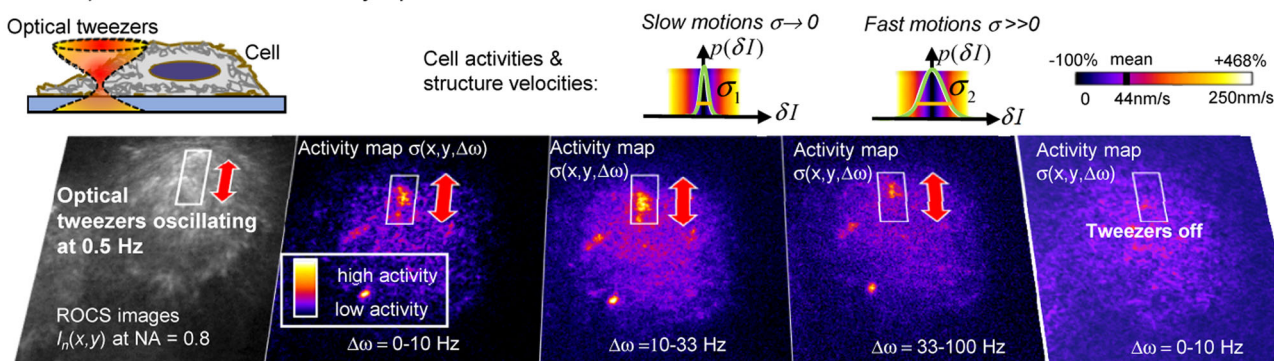 Optical tweezers
Cell
Cell activities &
structure velocities:
Slow motions σ→ 0
p(δI)
σ₁
δI
Fast motions σ >>0
p(δI)
σ₂
δI
-100% mean +468%
0 44nm/s 250nm/s
Optical
tweezers oscillating
at 0.5 Hz
ROCS images
Iₙ(x,y) at NA = 0.8
Activity map σ(x,y,Δω)
high activity
low activity
Δω = 0-10 Hz
Activity map
σ(x,y,Δω)
Δω = 10-33 Hz
Activity map
σ(x,y,Δω)
Δω = 33-100 Hz
Activity map
σ(x,y,Δω)
Tweezers off
Δω = 0-10 Hz